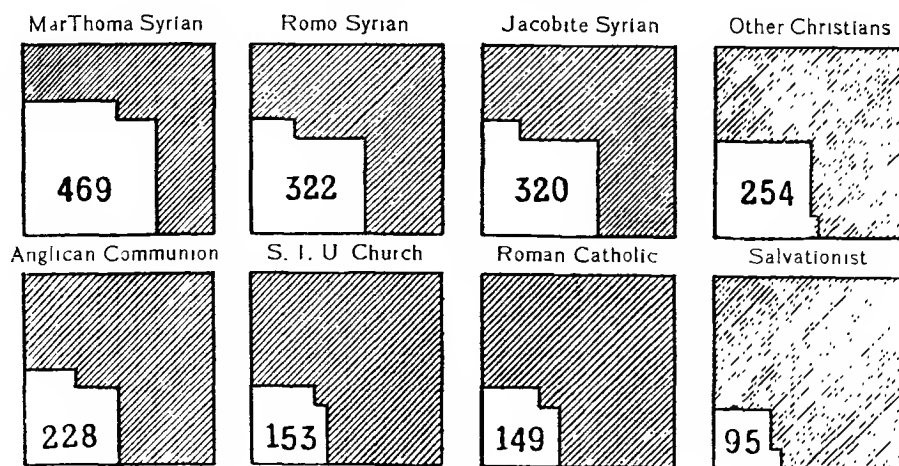 MarThoma Syrian Romo Syrian Jacobite Syrian Other Christians
469 322 320 254
Anglican Communion S. I. U Church Roman Catholic Salvationist
228 153 149 95